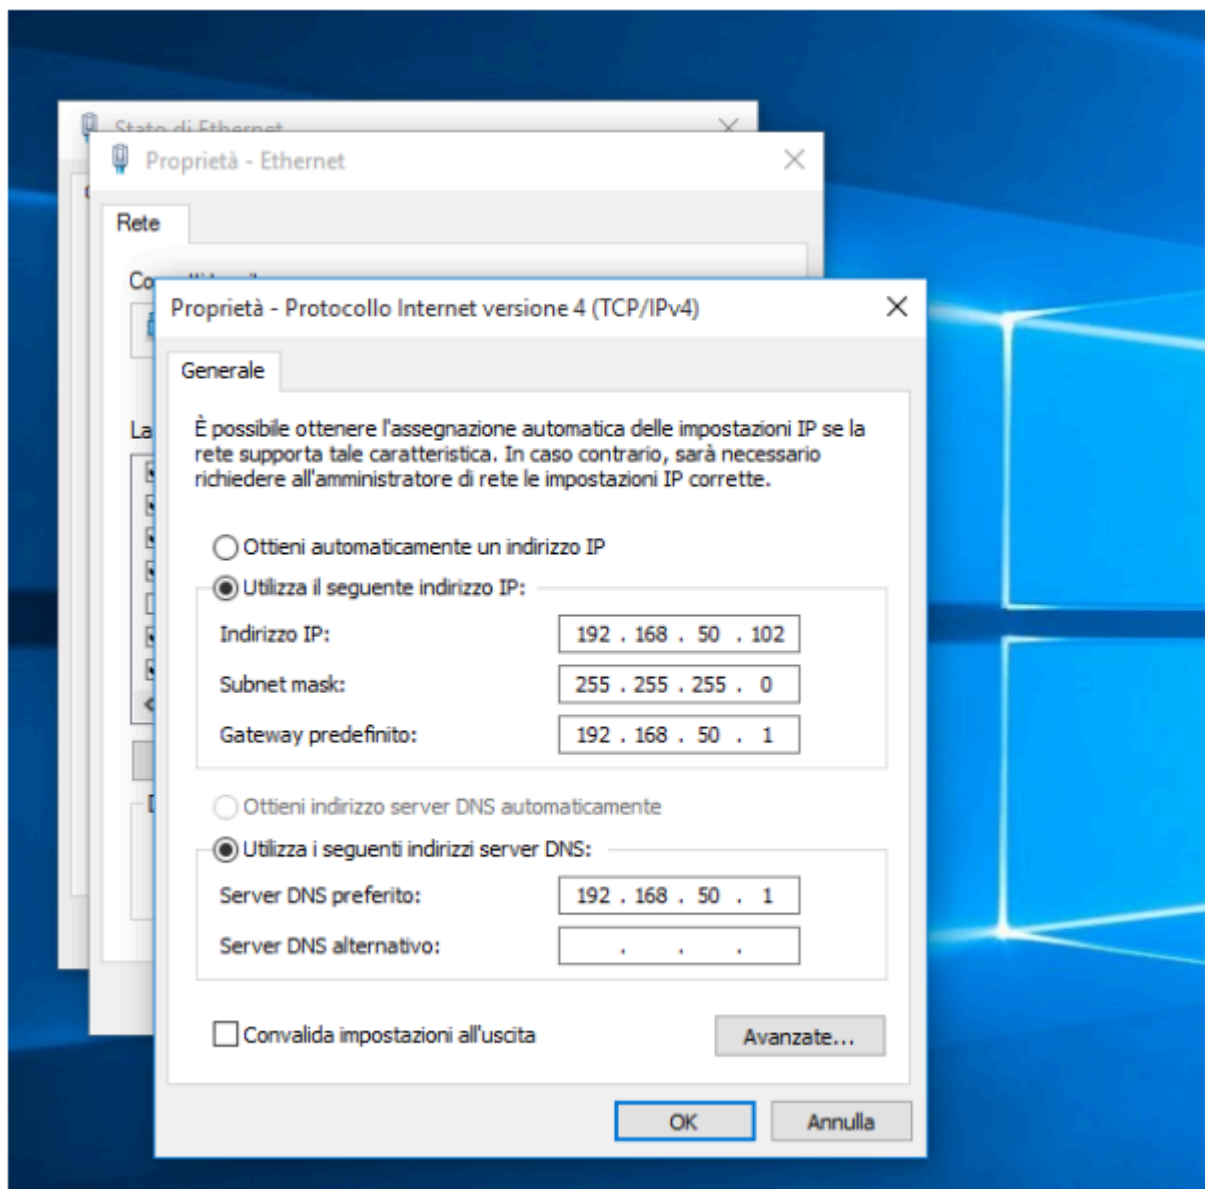 Stato di Ethernet
Proprietà - Ethernet
Rete
Co
Proprietà - Protocollo Internet versione 4 (TCP/IPv4)
Generale
La
È possibile ottenere l'assegnazione automatica delle impostazioni IP se la
rete supporta tale caratteristica. In caso contrario, sarà necessario
richiedere all'amministratore di rete le impostazioni IP corrette.
Ottieni automaticamente un indirizzo IP
Utilizza il seguente indirizzo IP:
Indirizzo IP: 192 . 168 . 50 . 102
Subnet mask: 255 . 255 . 255 . 0
Gateway predefinito: 192 . 168 . 50 . 1
Ottieni indirizzo server DNS automaticamente
Utilizza i seguenti indirizzi server DNS:
Server DNS preferito: 192 . 168 . 50 . 1
Server DNS alternativo: . . .
Convalida impostazioni all'uscita
Avanzate...
OK
Annulla